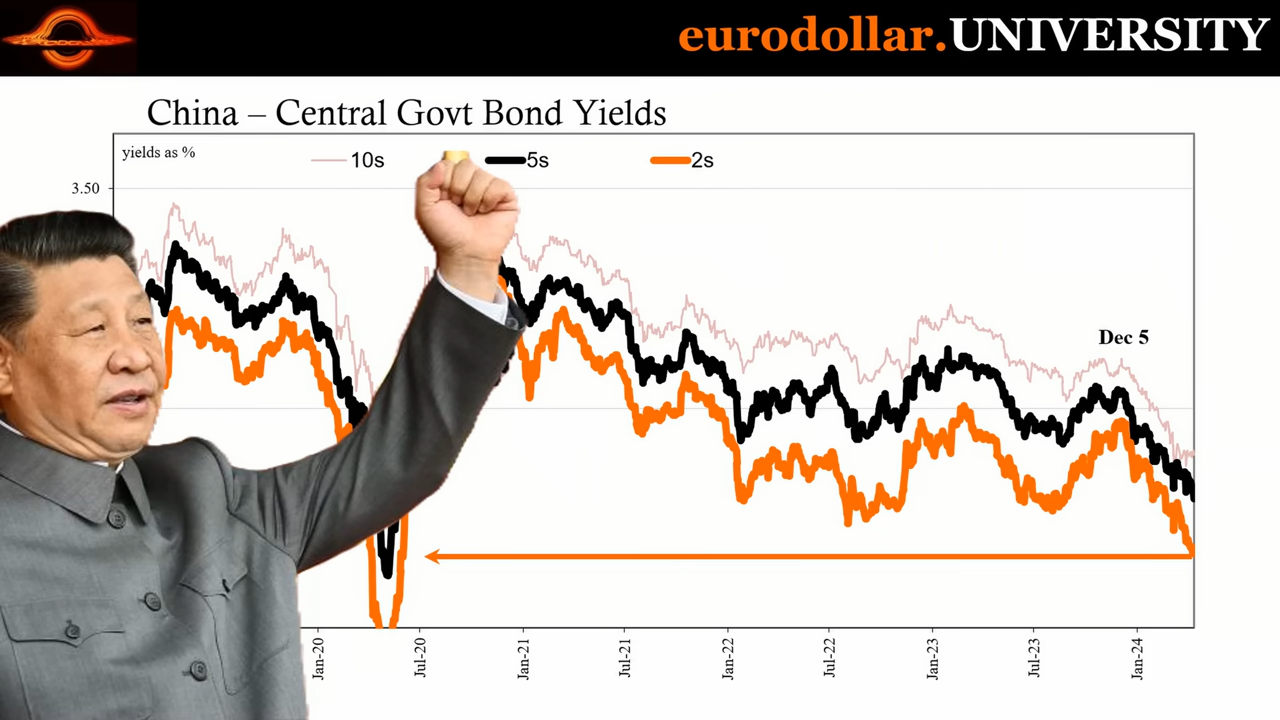 eurodollar.UNIVERSITY
China – Central Govt Bond Yields
yields as %
10s
5s
2s
3.50
Dec 5
Jan-20
Jul-20
Jan-21
Jul-21
Jan-22
Jul-22
Jan-23
Jul-23
Jan-24